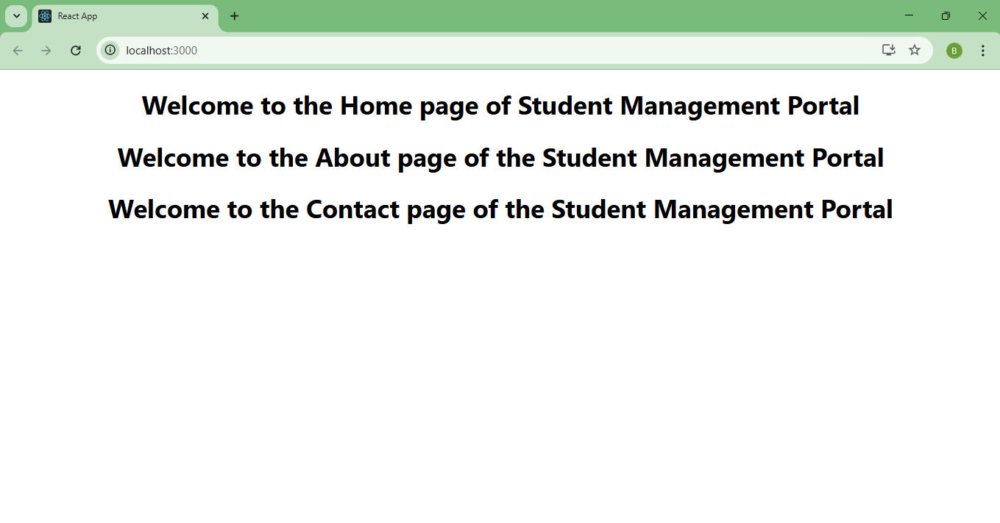 React App
localhost:3000
B
Welcome to the Home page of Student Management Portal
Welcome to the About page of the Student Management Portal
Welcome to the Contact page of the Student Management Portal